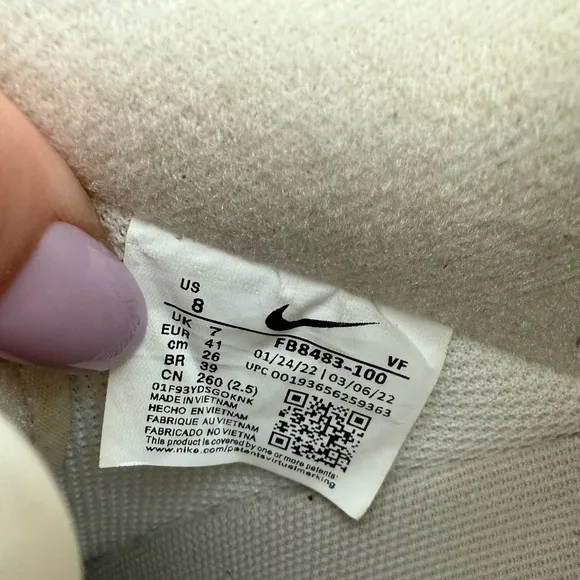 US 8
UK 7
EUR 41
cm 26
BR 39
CN 260 (2.5)
FB8483-100 VF
01/24/22 | 03/06/22
UPC 00193656259363
01F93YDSGOKNK
MADE IN VIETNAM
HECHO EN VIETNAM
FABRIQUE AU VIETNAM
FABRICADO NO VIETNÃ
This product is covered by one or more patents:
www.nike.com/patentsvirtualmarking